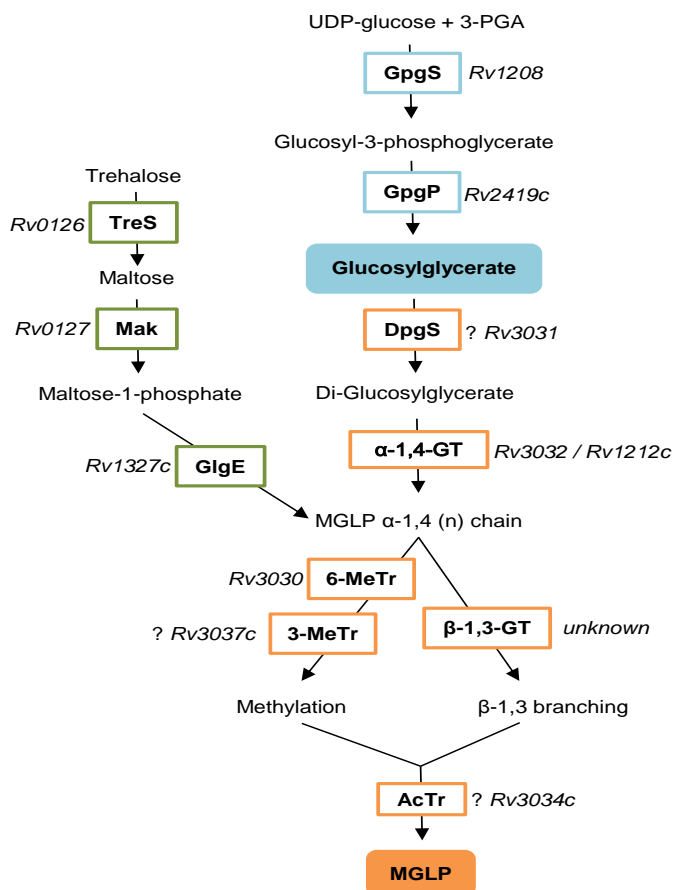 UDP-glucose + 3-PGA
GpgS Rv1208
Glucosyl-3-phosphoglycerate
GpgP Rv2419c
Trehalose
Rv0126 TreS
Glucosylglycerate
Maltose
Rv0127 Mak
DpgS ? Rv3031
Maltose-1-phosphate
Di-Glucosylglycerate
α-1,4-GT Rv3032 / Rv1212c
Rv1327c GlgE
MGLP α-1,4 (n) chain
Rv3030 6-MeTr
? Rv3037c 3-MeTr
β-1,3-GT unknown
Methylation
β-1,3 branching
AcTr ? Rv3034c
MGLP